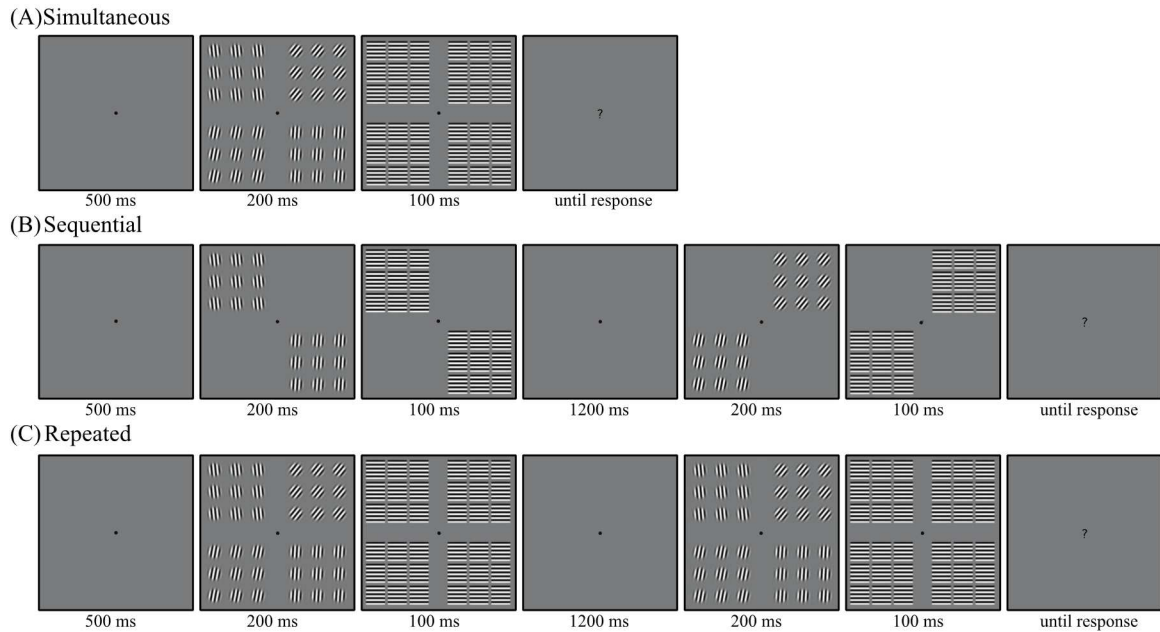 (A) Simultaneous
?
500 ms 200 ms 100 ms until response
(B) Sequential
?
500 ms 200 ms 100 ms 1200 ms 200 ms 100 ms until response
(C) Repeated
?
500 ms 200 ms 100 ms 1200 ms 200 ms 100 ms until response